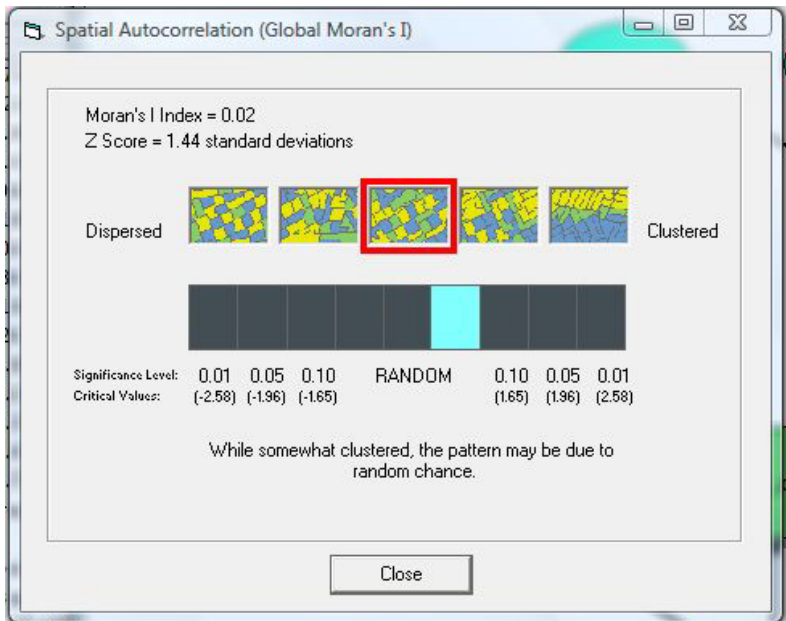 Spatial Autocorrelation (Global Moran's I)
Moran's I Index = 0.02
Z Score = 1.44 standard deviations
Dispersed
Clustered
Significance Level: 0.01 0.05 0.10 RANDOM 0.10 0.05 0.01
Critical Values: (-2.58) (-1.96) (-1.65) (1.65) (1.96) (2.58)
While somewhat clustered, the pattern may be due to
random chance.
Close